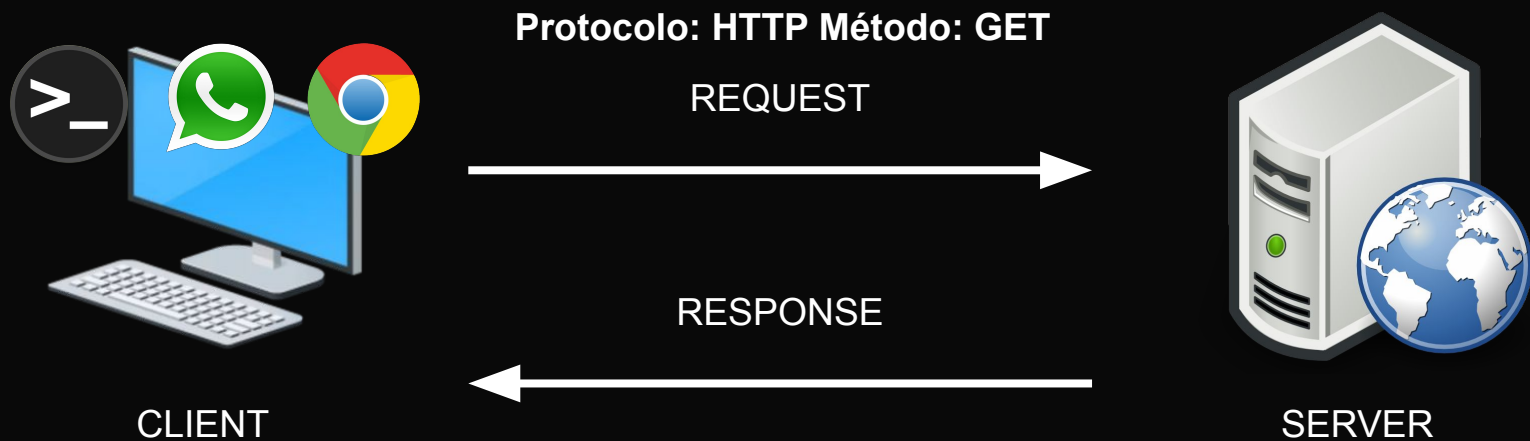 Protocolo: HTTP Método: GET
REQUEST
>_
RESPONSE
CLIENT
SERVER